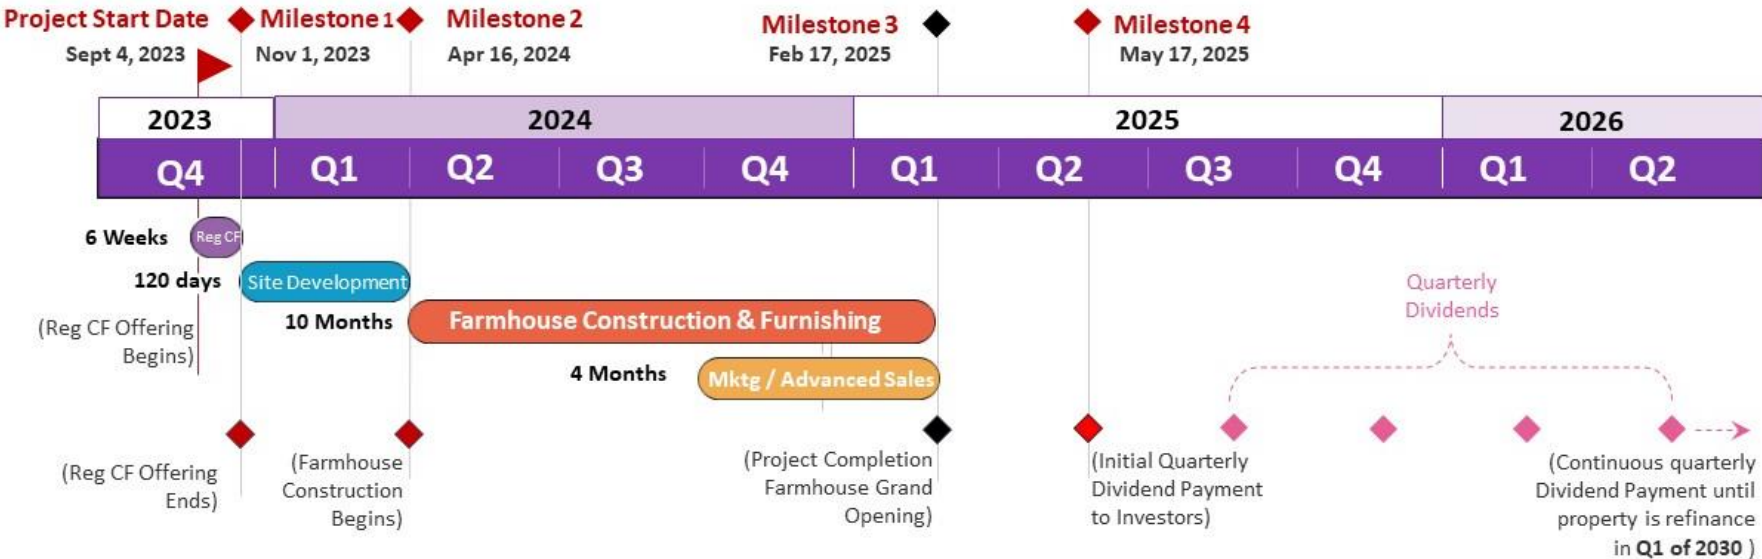 Project Start Date
Sept 4, 2023
Milestone 1
Nov 1, 2023
Milestone 2
Apr 16, 2024
Milestone 3
Feb 17, 2025
Milestone 4
May 17, 2025
2023
2024
2025
2026
Q4
Q1
Q2
Q3
Q4
Q1
Q2
Q3
Q4
Q1
Q2
6 Weeks
Reg CF
120 days
Site Development
(Reg CF Offering
Begins)
10 Months
Farmhouse Construction & Furnishing
4 Months
Mktg / Advanced Sales
Quarterly
Dividends
(Reg CF Offering
Ends)
(Farmhouse
Construction
Begins)
(Project Completion
Farmhouse Grand
Opening)
(Initial Quarterly
Dividend Payment
to Investors)
(Continuous quarterly
Dividend Payment until
property is refinance
in Q1 of 2030 )